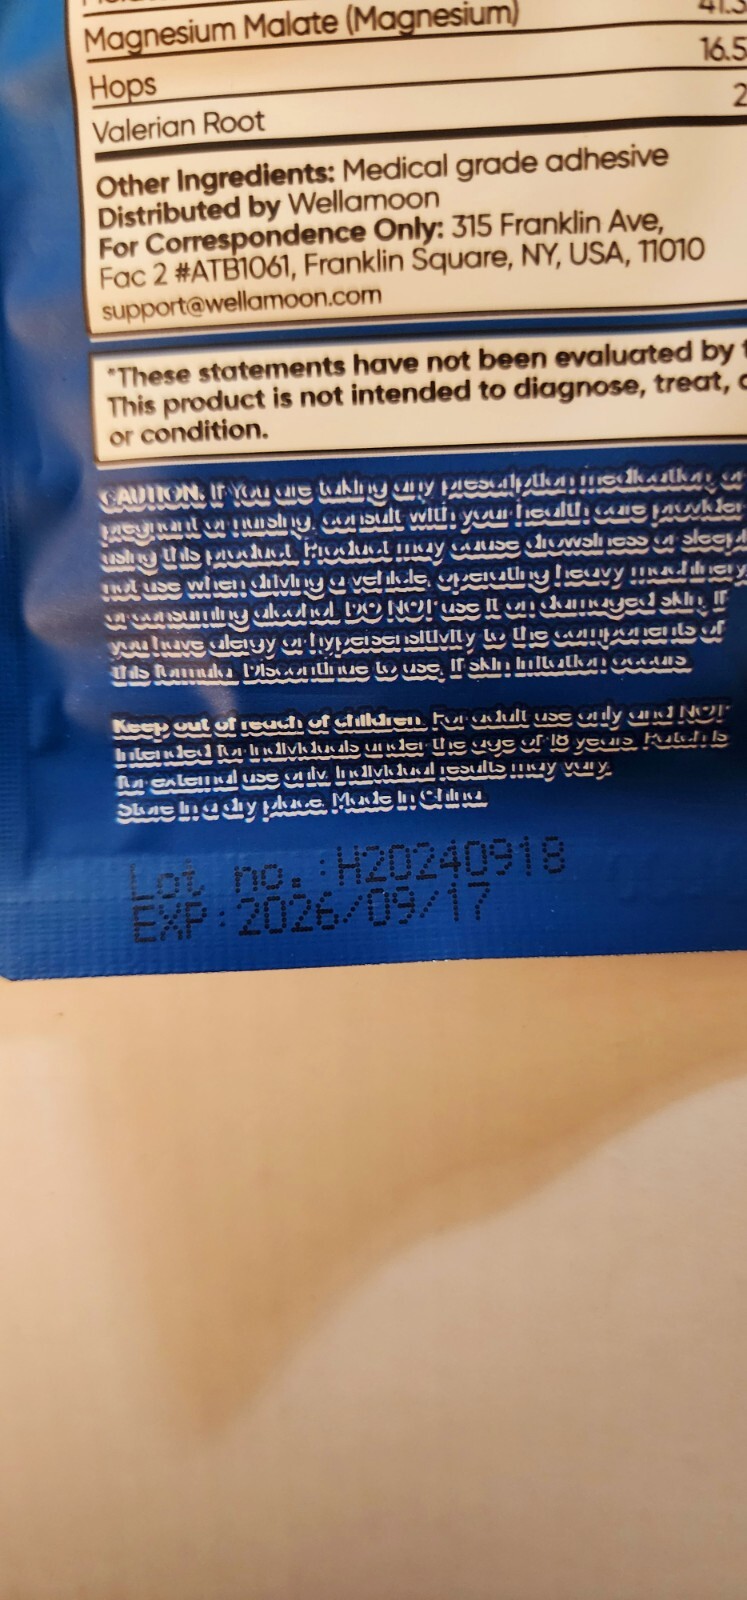 Magnesium Malate (Magnesium) 41.3
Hops 16.5
Valerian Root 2
Other Ingredients: Medical grade adhesive
Distributed by Wellamoon
For Correspondence Only: 315 Franklin Ave,
Fac 2 #ATB1061, Franklin Square, NY, USA, 11010
support@wellamoon.com
*These statements have not been evaluated by
This product is not intended to diagnose, treat,
or condition.
CAUTION. If You are taking any prescription medication, or
pregnant or nursing, consult with your health care provider
using this product. Product may cause drowsiness or sleep
not use when driving a vehicle, operating heavy machinery
or consuming alcohol. DO NOT use it on damaged skin, If
you have alergy or hypersensitivity to the components of
this formula. Discontinue to use, If skin Irritation occurs.
Keep out of reach of children. For adult use only and NOT
Intended for Individuals under the age of 18 years. Patch Is
for external use only. Individual results may vary.
Store In a dry place. Made In China.
Lot no.:H20240918
EXP:2026/09/17